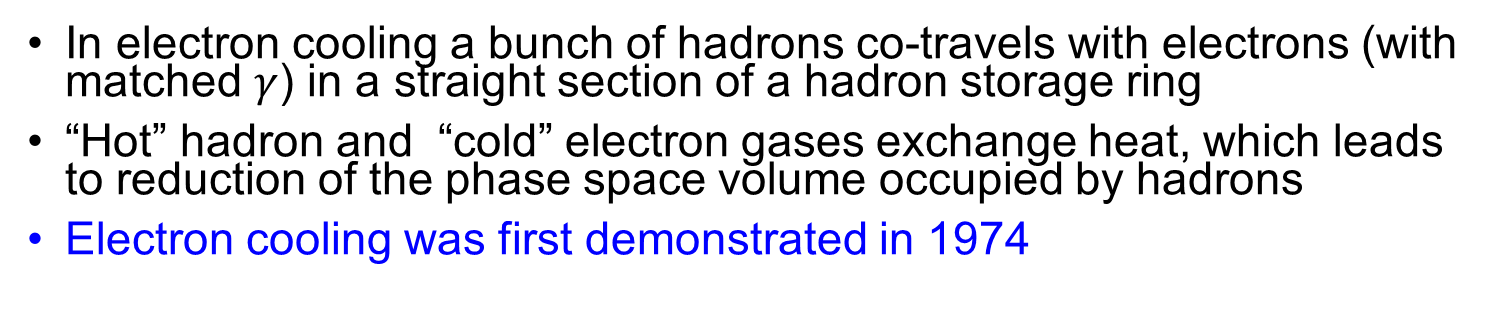 • In electron cooling a bunch of hadrons co-travels with electrons (with
matched γ) in a straight section of a hadron storage ring
• “Hot” hadron and “cold” electron gases exchange heat, which leads
to reduction of the phase space volume occupied by hadrons
• Electron cooling was first demonstrated in 1974